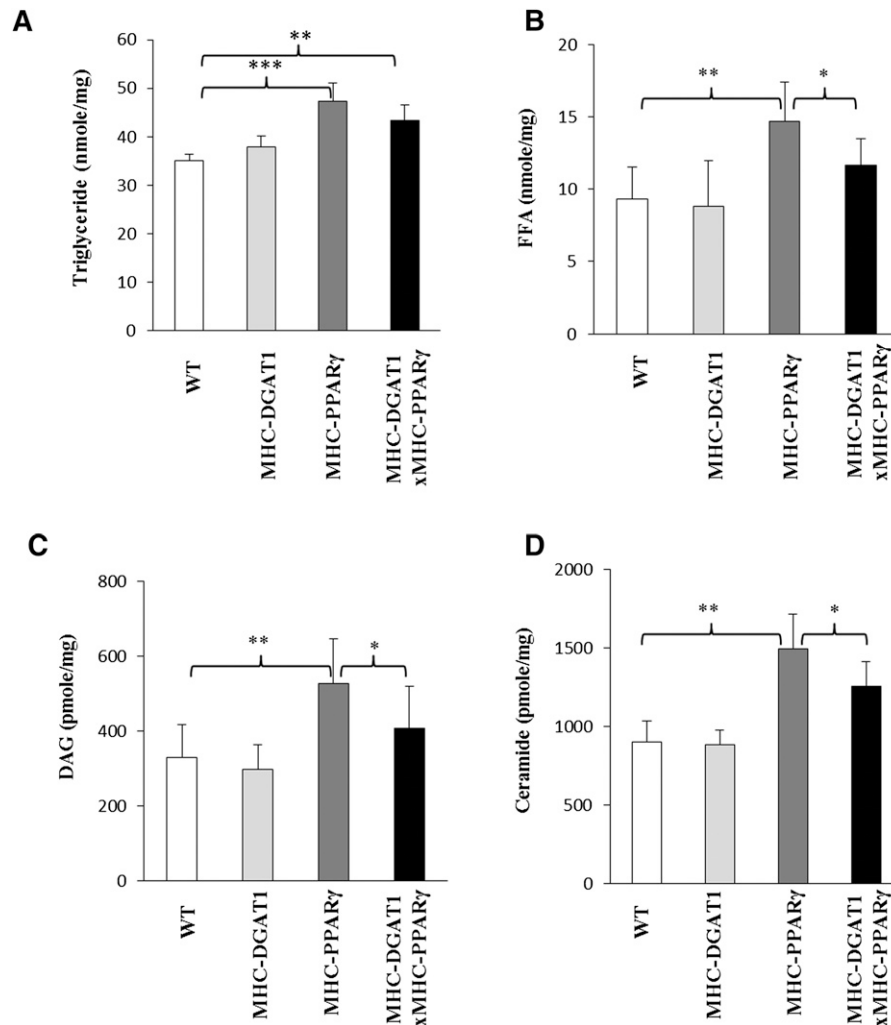 A
Triglyceride (nmole/mg)
60
50
40
30
20
10
0
**
***
WT
MHC-DGAT1
MHC-PPARγ
MHC-DGAT1
xMHC-PPARγ
B
FFA (nmole/mg)
20
15
10
5
0
**
*
WT
MHC-DGAT1
MHC-PPARγ
MHC-DGAT1
xMHC-PPARγ
C
DAG (pmole/mg)
800
600
400
200
0
**
*
WT
MHC-DGAT1
MHC-PPARγ
MHC-DGAT1
xMHC-PPARγ
D
Ceramide (pmole/mg)
2000
1500
1000
500
0
**
*
WT
MHC-DGAT1
MHC-PPARγ
MHC-DGAT1
xMHC-PPARγ